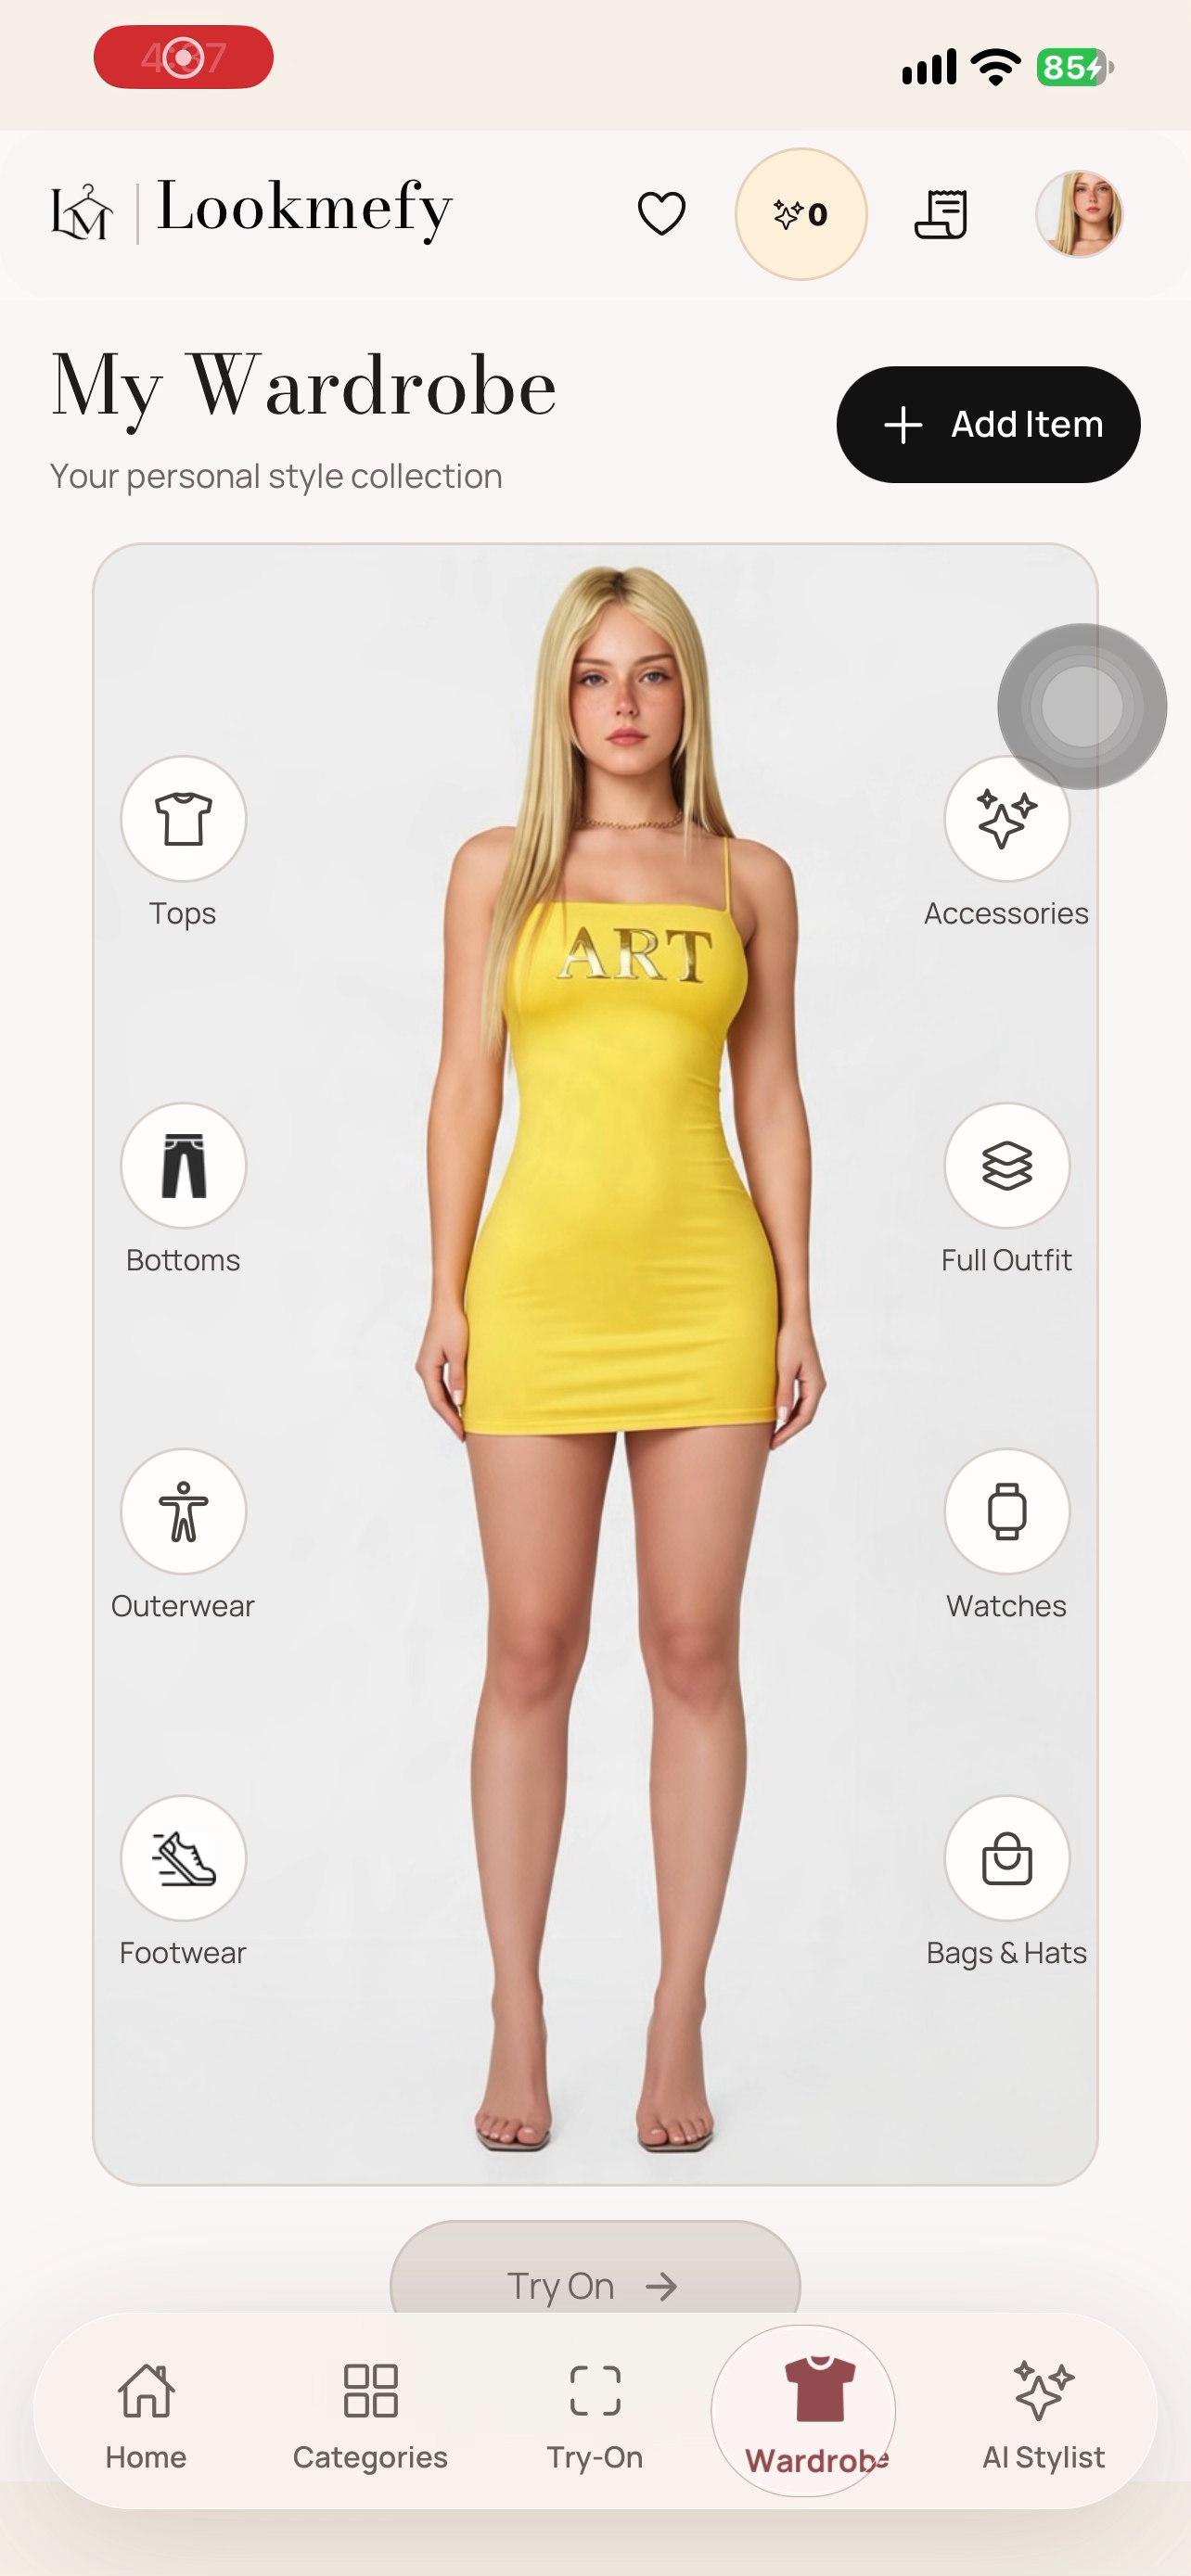 85
LM
Lookmefy
0
My Wardrobe
Add Item
Your personal style collection
ART
Tops
Accessories
Bottoms
Full Outfit
Outerwear
Watches
Footwear
Bags & Hats
Try On
Home
Categories
Try-On
Wardrobe
AI Stylist